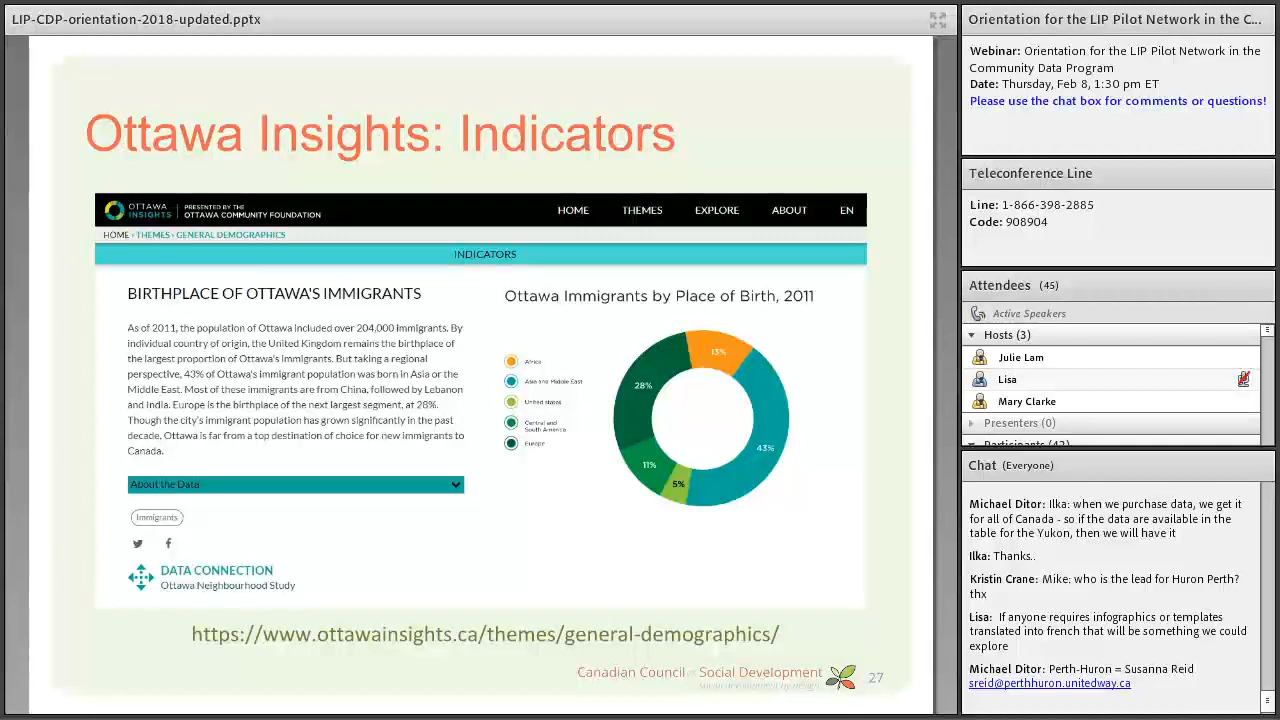 LIP-CDP-orientation-2018-updated.pptx
Ottawa Insights: Indicators
OTTAWA
INSIGHTS
PRESENTED BY THE
OTTAWA COMMUNITY FOUNDATION
HOME THEMES EXPLORE ABOUT EN
HOME › THEMES › GENERAL DEMOGRAPHICS
INDICATORS
BIRTHPLACE OF OTTAWA'S IMMIGRANTS
As of 2011, the population of Ottawa included over 204,000 immigrants. By
individual country of origin, the United Kingdom remains the birthplace of
the largest proportion of Ottawa's immigrants. But taking a regional
perspective, 43% of Ottawa's immigrant population was born in Asia or the
Middle East. Most of these immigrants are from China, followed by Lebanon
and India. Europe is the birthplace of the next largest segment, at 28%.
Though the city's immigrant population has grown significantly in the past
decade, Ottawa is far from a top destination of choice for new immigrants to
Canada.
About the Data
Immigrants
DATA CONNECTION
Ottawa Neighbourhood Study
Ottawa Immigrants by Place of Birth, 2011
Africa
Asia and Middle East
United states
Central and
South America
Europe
13%
28%
43%
11%
5%
https://www.ottawainsights.ca/themes/general-demographics/
Canadian Council of Social Development
27
Orientation for the LIP Pilot Network in the C...
Webinar: Orientation for the LIP Pilot Network in the
Community Data Program
Date: Thursday, Feb 8, 1:30 pm ET
Please use the chat box for comments or questions!
Teleconference Line
Line: 1-866-398-2885
Code: 908904
Attendees (45)
Active Speakers
Hosts (3)
Julie Lam
Lisa
Mary Clarke
Presenters (0)
Participants (42)
Chat (Everyone)
Michael Ditor: Ilka: when we purchase data, we get it
for all of Canada - so if the data are available in the
table for the Yukon, then we will have it
Ilka: Thanks..
Kristin Crane: Mike: who is the lead for Huron Perth?
thx
Lisa: If anyone requires infographics or templates
translated into french that will be something we could
explore
Michael Ditor: Perth-Huron = Susanna Reid
sreid@perthhuron.unitedway.ca